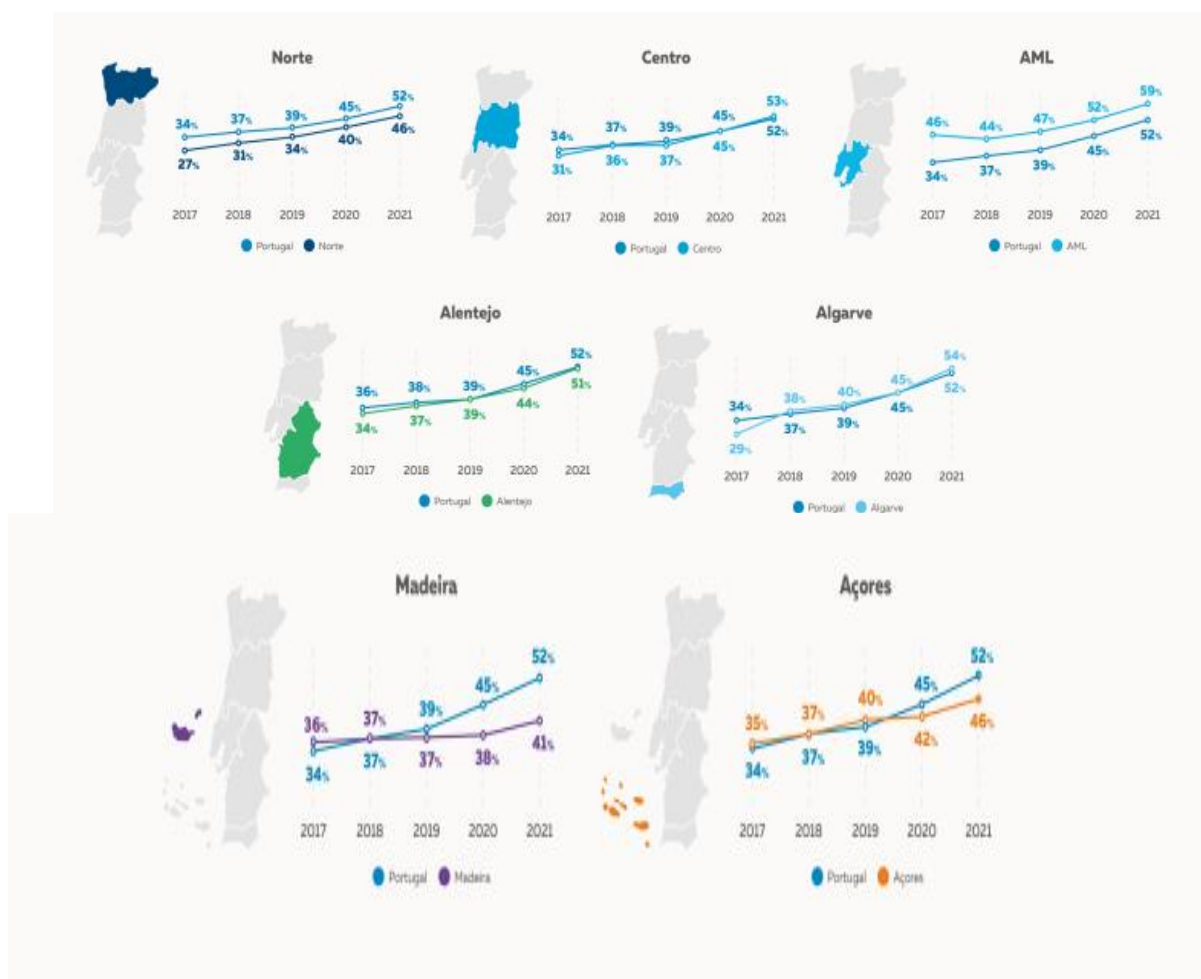 Norte
34% 37% 39% 45% 52%
27% 31% 34% 40% 46%
2017 2018 2019 2020 2021
Portugal Norte
Centro
34% 37% 39% 45% 53%
31% 36% 37% 45% 52%
2017 2018 2019 2020 2021
Portugal Centro
AML
46% 44% 47% 52% 59%
34% 37% 39% 45% 52%
2017 2018 2019 2020 2021
Portugal AML
Alentejo
36% 38% 39% 45% 52%
34% 37% 39% 44% 51%
2017 2018 2019 2020 2021
Portugal Alentejo
Algarve
34% 38% 40% 45% 54%
29% 37% 39% 45% 52%
2017 2018 2019 2020 2021
Portugal Algarve
Madeira
36% 37% 39% 45% 52%
34% 37% 37% 38% 41%
2017 2018 2019 2020 2021
Portugal Madeira
Açores
35% 37% 40% 45% 52%
34% 37% 39% 42% 46%
2017 2018 2019 2020 2021
Portugal Açores